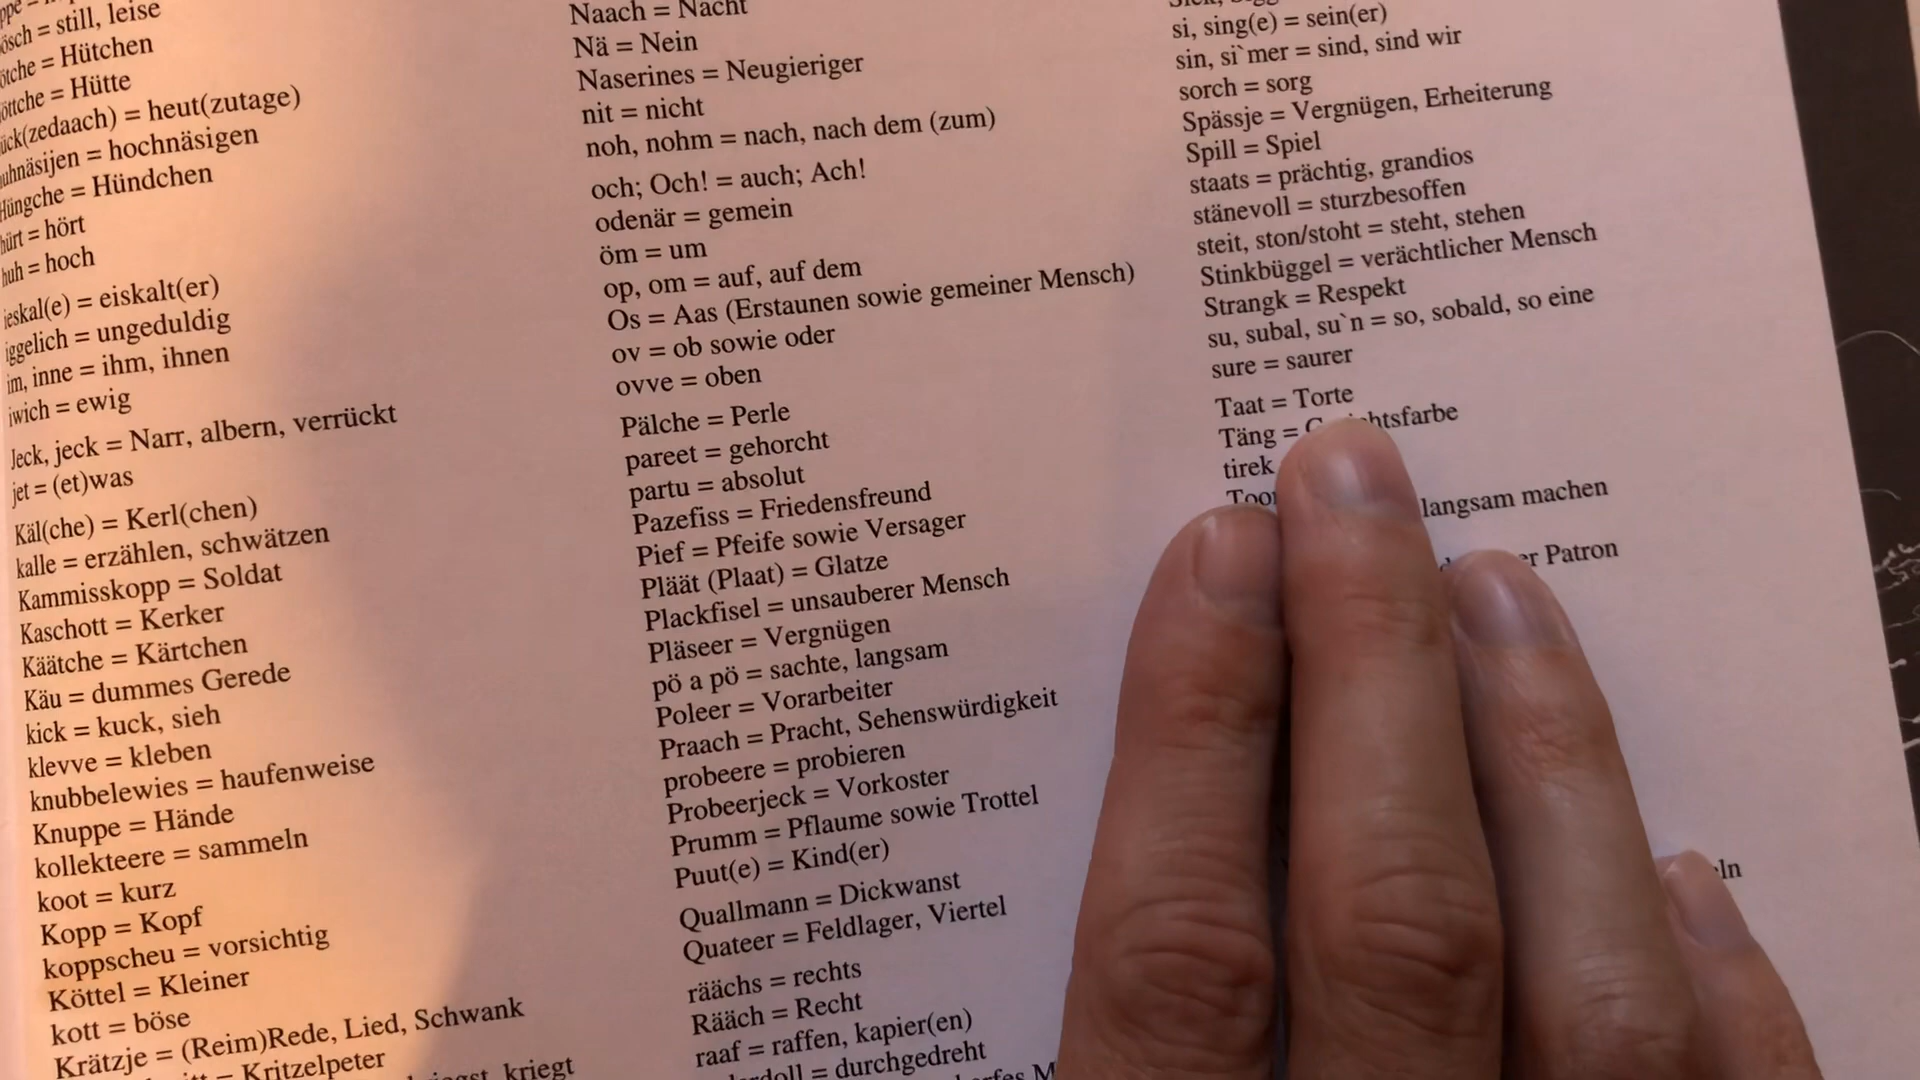 = still, leise
= Hütchen
= Hütte
= heut(zutage)
= hochnäsigen
Hüngche = Hündchen
hürt = hört
huh = hoch
ieskal(e) = eiskalt(er)
iggelich = ungeduldig
im, inne = ihm, ihnen
iwich = ewig
Jeck, jeck = Narr, albern, verrückt
jet = (et)was
Käl(che) = Kerl(chen)
kalle = erzählen, schwätzen
Kammisskopp = Soldat
Kaschott = Kerker
Käätche = Kärtchen
Käu = dummes Gerede
kick = kuck, sieh
klevve = kleben
knubbelewies = haufenweise
Knuppe = Hände
kollekteere = sammeln
koot = kurz
Kopp = Kopf
koppscheu = vorsichtig
Köttel = Kleiner
kott = böse
Krätzje = (Reim)Rede, Lied, Schwank
= Kritzelpeter
kriegt
Naach = Nacht
Nä = Nein
Naserines = Neugieriger
nit = nicht
noh, nohm = nach, nach dem (zum)
och; Och! = auch; Ach!
odenär = gemein
öm = um
op, om = auf, auf dem
Os = Aas (Erstaunen sowie gemeiner Mensch)
ov = ob sowie oder
ovve = oben
Pälche = Perle
pareet = gehorcht
partu = absolut
Pazefiss = Friedensfreund
Pief = Pfeife sowie Versager
Pläät (Plaat) = Glatze
Plackfisel = unsauberer Mensch
Pläseer = Vergnügen
pö a pö = sachte, langsam
Poleer = Vorarbeiter
Praach = Pracht, Sehenswürdigkeit
probeere = probieren
Probeerjeck = Vorkoster
Prumm = Pflaume sowie Trottel
Puut(e) = Kind(er)
Quallmann = Dickwanst
Quateer = Feldlager, Viertel
räächs = rechts
Rääch = Recht
raaf = raffen, kapier(en)
= durchgedreht
si, sing(e) = sein(er)
sin, si`mer = sind, sind wir
sorch = sorg
Spässje = Vergnügen, Erheiterung
Spill = Spiel
staats = prächtig, grandios
stänevoll = sturzbesoffen
steit, ston/stoht = steht, stehen
Stinkbüggel = verächtlicher Mensch
Strangk = Respekt
su, subal, su`n = so, sobald, so eine
sure = saurer
Taat = Torte
Täng =
tirek
langsam machen
Patron